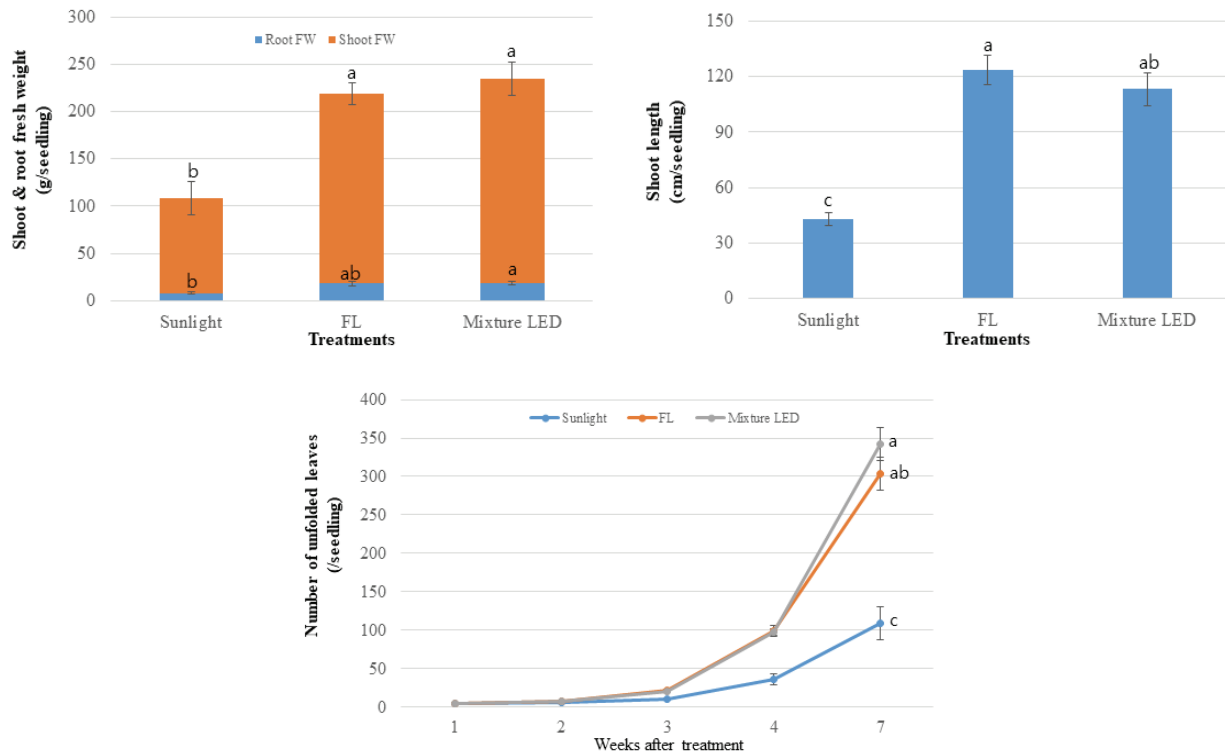 300
250
200
150
100
50
0
Shoot & root fresh weight
(g/seedling)
Root FW Shoot FW
b
a
a
b
ab
a
Sunlight FL Mixture LED
Treatments
150
120
90
60
30
0
Shoot length
(cm/seedling)
c
a
ab
Sunlight FL Mixture LED
Treatments
400
350
300
250
200
150
100
50
0
Number of unfolded leaves
(/seedling)
Sunlight FL Mixture LED
a
ab
c
1 2 3 4 7
Weeks after treatment